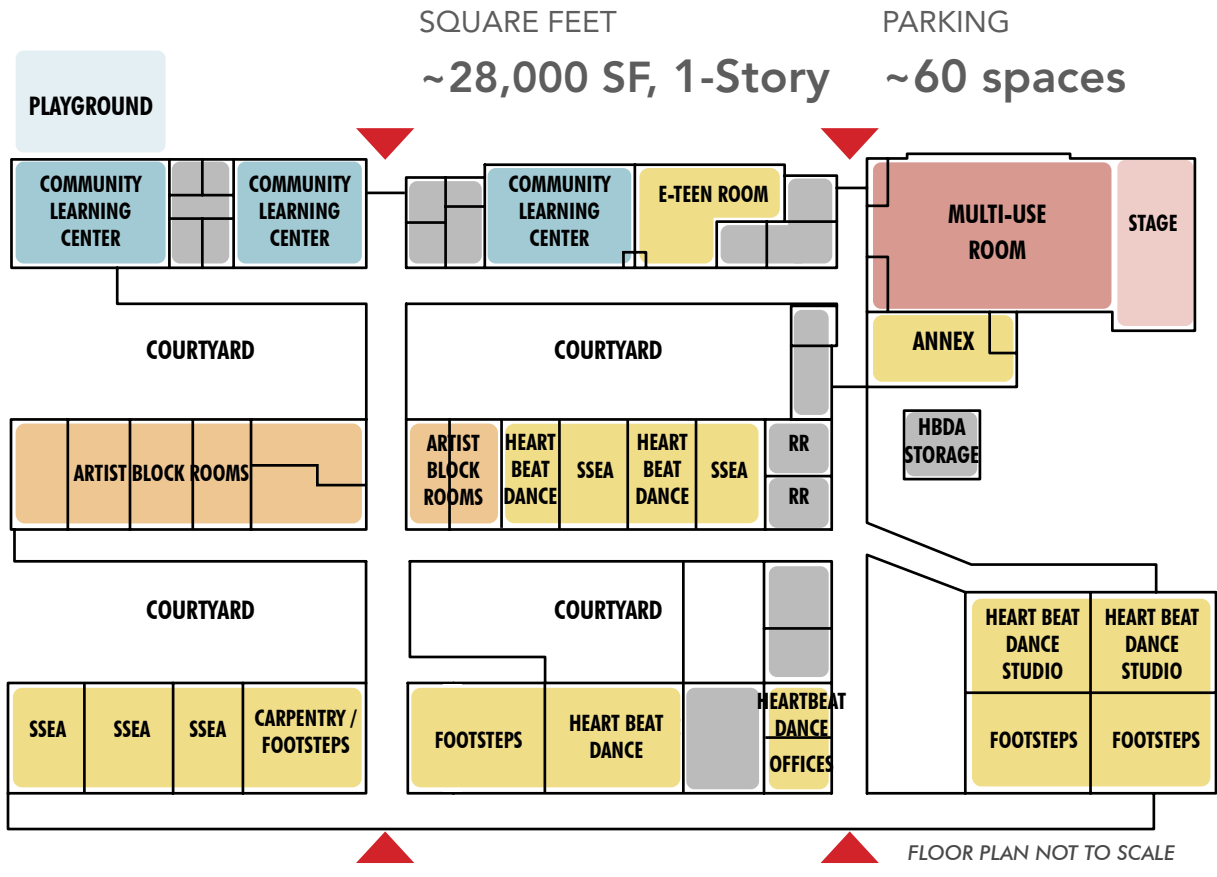 SQUARE FEET
~28,000 SF, 1-Story
PARKING
~60 spaces
PLAYGROUND
COMMUNITY
LEARNING
CENTER
COMMUNITY
LEARNING
CENTER
COMMUNITY
LEARNING
CENTER
E-TEEN ROOM
MULTI-USE
ROOM
STAGE
COURTYARD
COURTYARD
ANNEX
ARTIST BLOCK ROOMS
ARTIST
BLOCK
ROOMS
HEART
BEAT
DANCE
SSEA
HEART
BEAT
DANCE
SSEA
RR
RR
HBDA
STORAGE
COURTYARD
COURTYARD
HEART BEAT
DANCE
STUDIO
HEART BEAT
DANCE
STUDIO
SSEA
SSEA
SSEA
CARPENTRY /
FOOTSTEPS
FOOTSTEPS
HEART BEAT
DANCE
HEARTBEAT
DANCE
OFFICES
FOOTSTEPS
FOOTSTEPS
FLOOR PLAN NOT TO SCALE